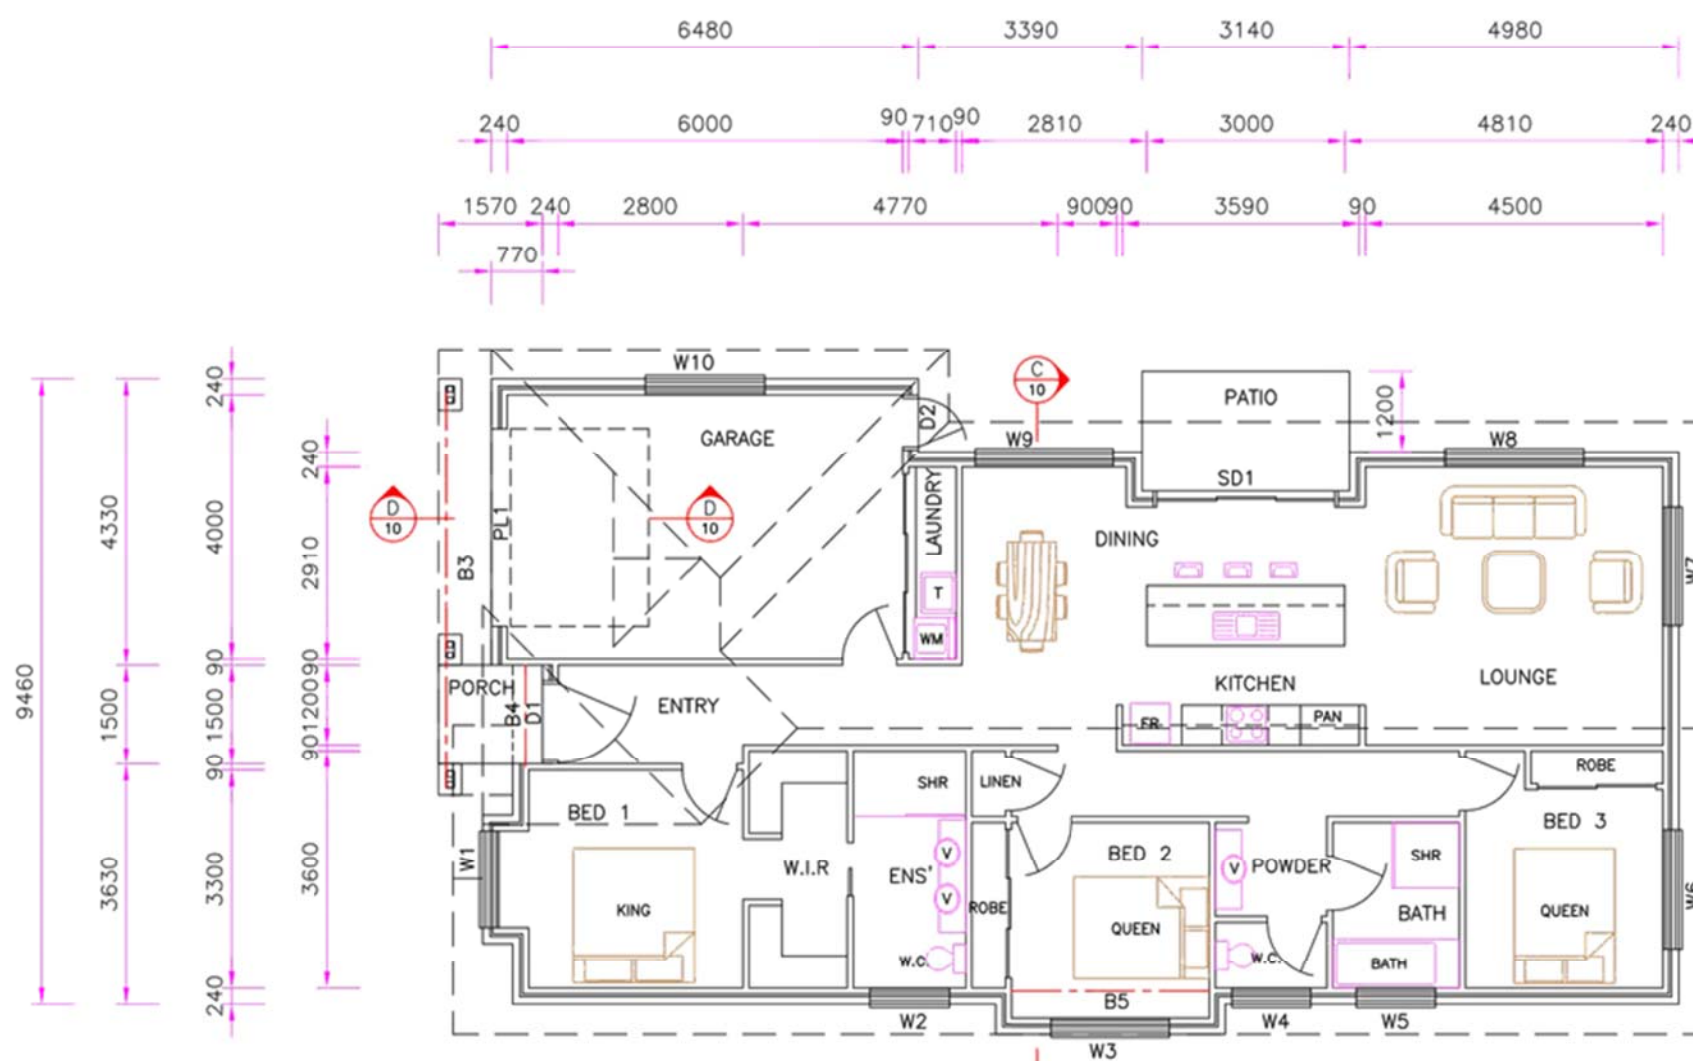 6480 3390 3140 4980
240 6000 90 710 90 2810 3000 4810 240
1570 240 2800 4770 900 90 3590 90 4500
770
W10
C
10
PATIO
1200
240
GARAGE
D2
W9
W8
240
SD1
LAUNDRY
D
10
D
10
PL1
4330
4000
2910
DINING
B3
T
W7
WM
90
90
LOUNGE
KITCHEN
PORCH
9460
1500
1500
1200
B4
D1
ENTRY
FR
PAN
90
90
ROBE
SHR
LINEN
BED 1
BED 3
W1
V
BED 2
SHR
3630
3300
3600
W.I.R
ENS'
V
POWDER
W6
V
KING
ROBE
BATH
QUEEN
QUEEN
W.C.
W.C.
BATH
240
B5
W2
W4
W5
W3